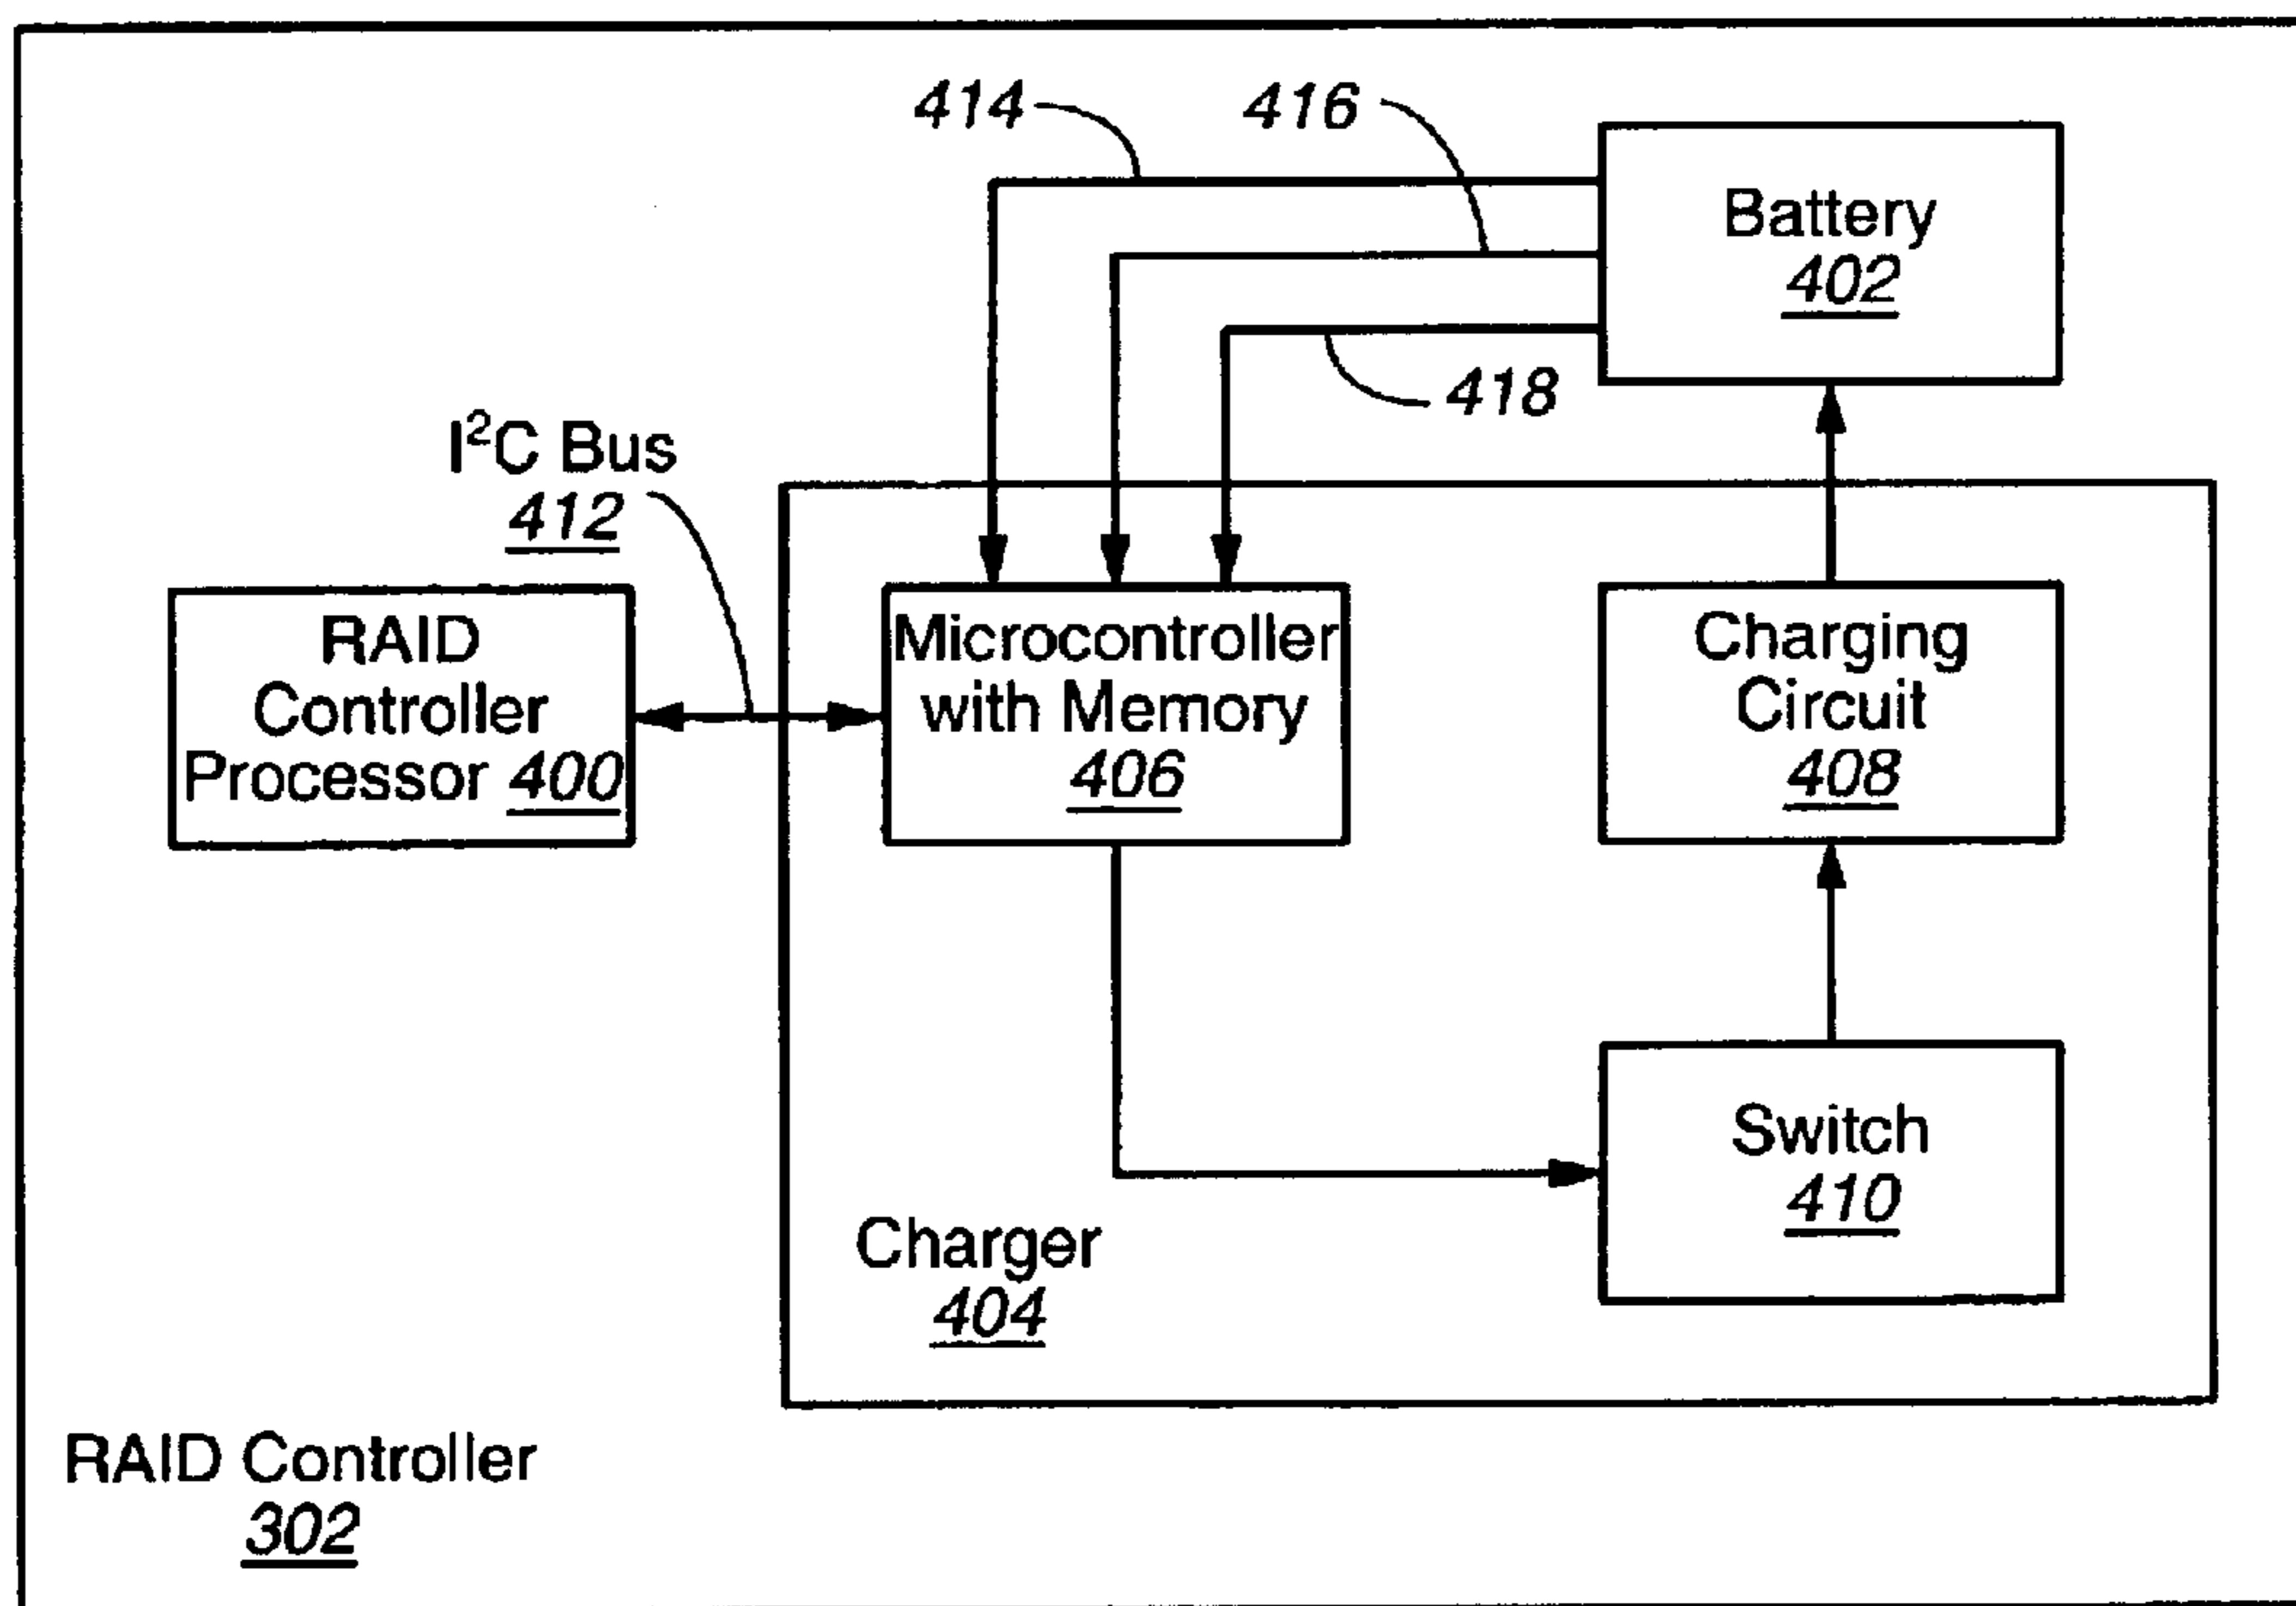 414
416
Battery
402
418
I²C Bus
412
RAID
Controller
Processor 400
Microcontroller
with Memory
406
Charging
Circuit
408
Switch
410
Charger
404
RAID Controller
302